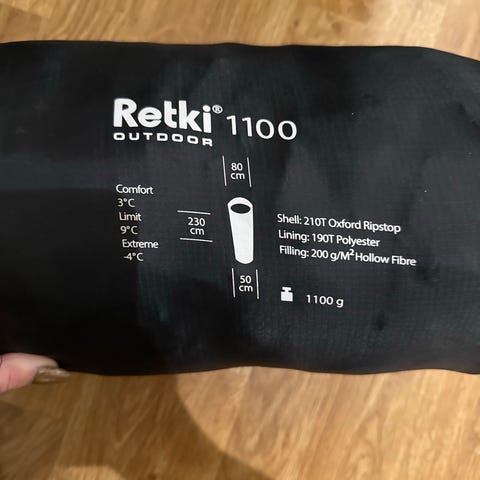 Retki® 1100
OUTDOOR
80
cm
Comfort
3°C
Limit
9°C
Extreme
-4°C
230
cm
50
cm
Shell: 210T Oxford Ripstop
Lining: 190T Polyester
Filling: 200 g/M² Hollow Fibre
1100 g